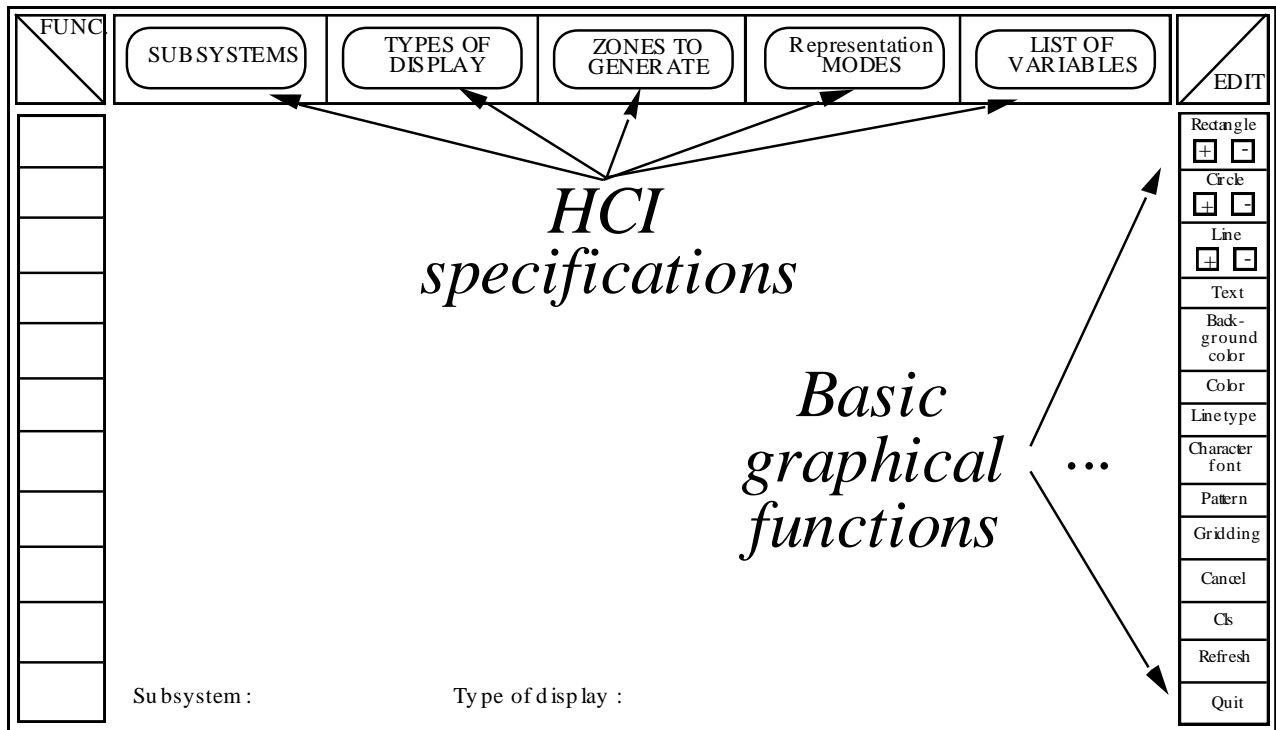 FUNC.
SUBSYSTEMS
TYPES OF
DISPLAY
ZONES TO
GENERATE
Representation
MODES
LIST OF
VARIABLES
EDIT
HCI
specifications
Basic
graphical
functions
...
Rectangle
+ -
Circle
+ -
Line
+ -
Text
Back-
ground
color
Color
Line type
Character
font
Pattern
Gridding
Cancel
Cls
Refresh
Quit
Subsystem :
Type of display :